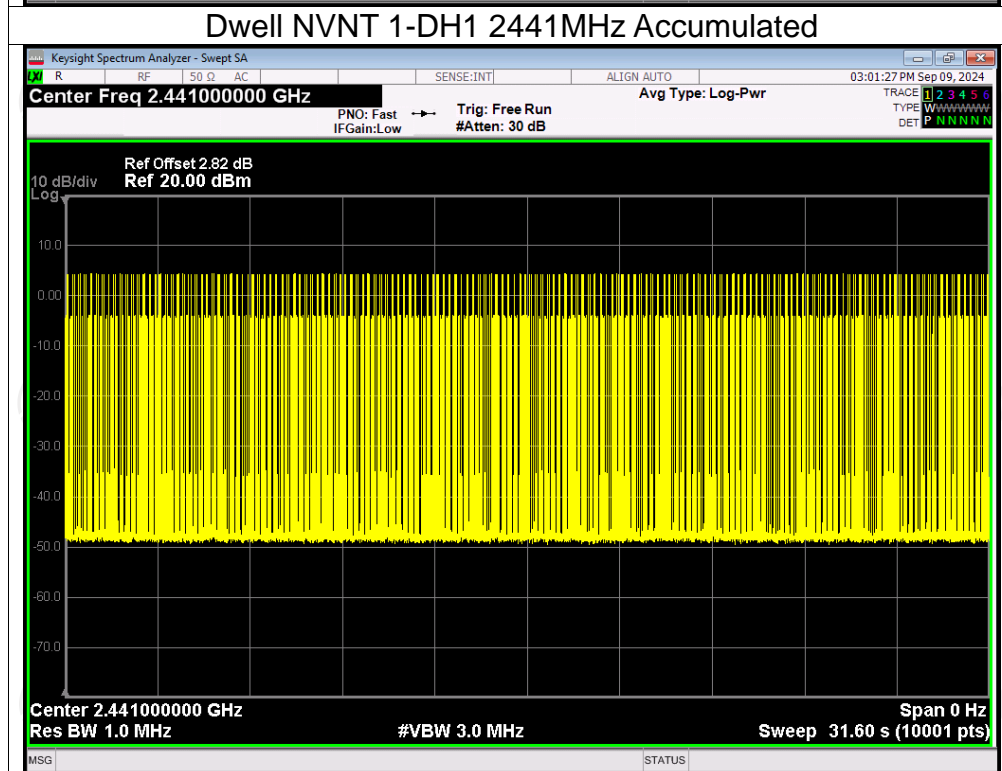 Dwell NVNT 1-DH1 2441MHz Accumulated
Keysight Spectrum Analyzer - Swept SA
LXI R RF 50 Ω AC SENSE:INT ALIGN AUTO 03:01:27 PM Sep 09, 2024
Center Freq 2.441000000 GHz Avg Type: Log-Pwr TRACE 1 2 3 4 5 6
PNO: Fast Trig: Free Run TYPE WWWWWW
IFGain:Low #Atten: 30 dB DET P N N N N N
Ref Offset 2.82 dB
10 dB/div Ref 20.00 dBm
Log
10.0
0.00
-10.0
-20.0
-30.0
-40.0
-50.0
-60.0
-70.0
Center 2.441000000 GHz Span 0 Hz
Res BW 1.0 MHz #VBW 3.0 MHz Sweep 31.60 s (10001 pts)
MSG STATUS